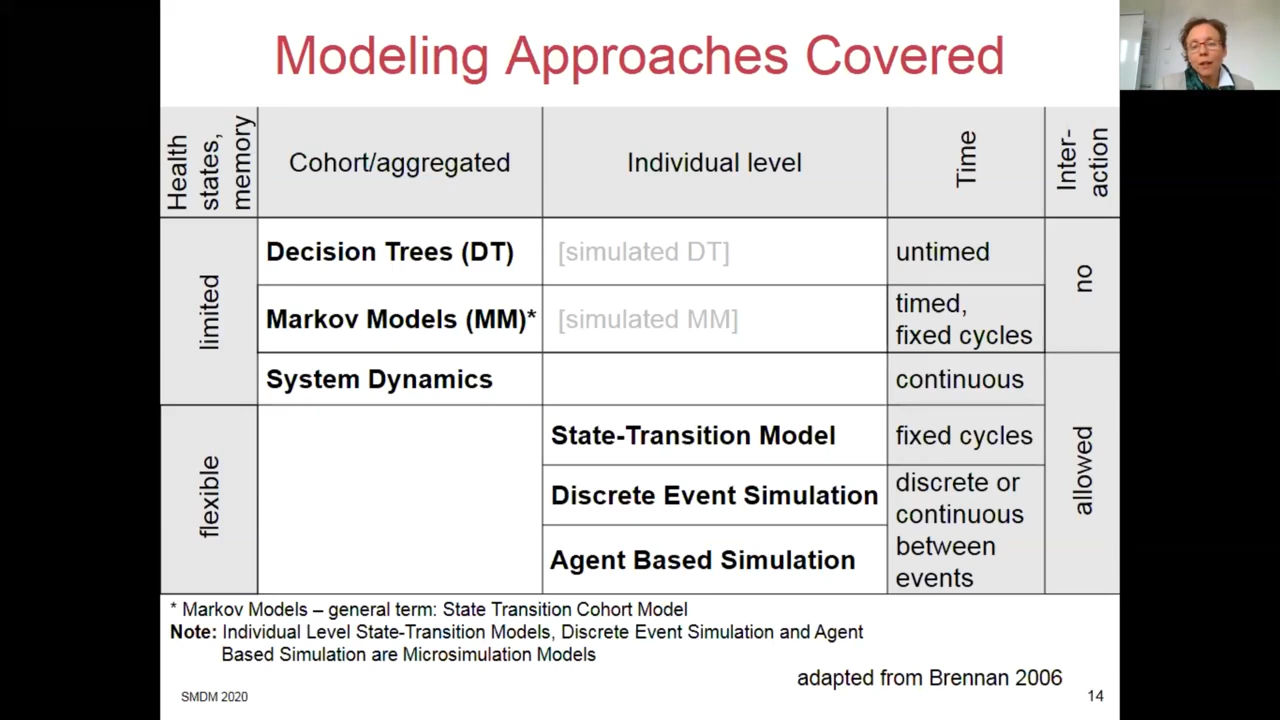 Modeling Approaches Covered
Health
states,
memory
Cohort/aggregated
Individual level
Time
Inter-
action
limited
Decision Trees (DT)
[simulated DT]
untimed
no
Markov Models (MM)*
[simulated MM]
timed,
fixed cycles
System Dynamics
continuous
allowed
flexible
State-Transition Model
fixed cycles
Discrete Event Simulation
discrete or
continuous
between
events
Agent Based Simulation
* Markov Models – general term: State Transition Cohort Model
Note: Individual Level State-Transition Models, Discrete Event Simulation and Agent
Based Simulation are Microsimulation Models
adapted from Brennan 2006
SMDM 2020
14